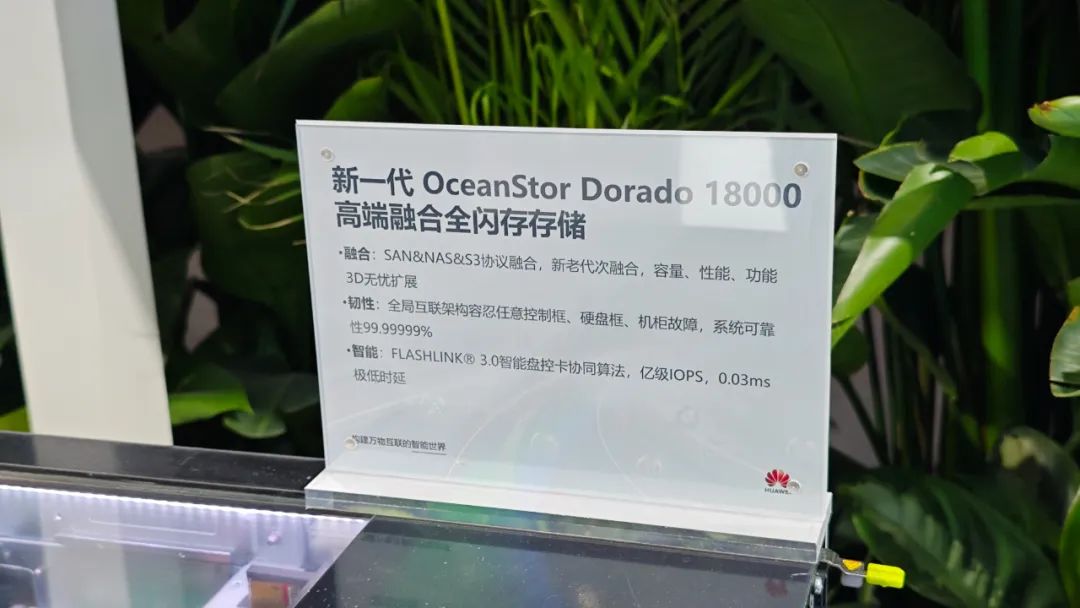 新一代 OceanStor Dorado 18000
高端融合全闪存存储
·融合：SAN&NAS&S3协议融合，新老代次融合，容量、性能、功能
3D无忧扩展
·韧性：全局互联架构容忍任意控制框、硬盘框、机柜故障，系统可靠
性99.99999%
·智能：FLASHLINK® 3.0智能盘控卡协同算法，亿级IOPS，0.03ms
极低时延
构建万物互联的智能世界
HUAWEI